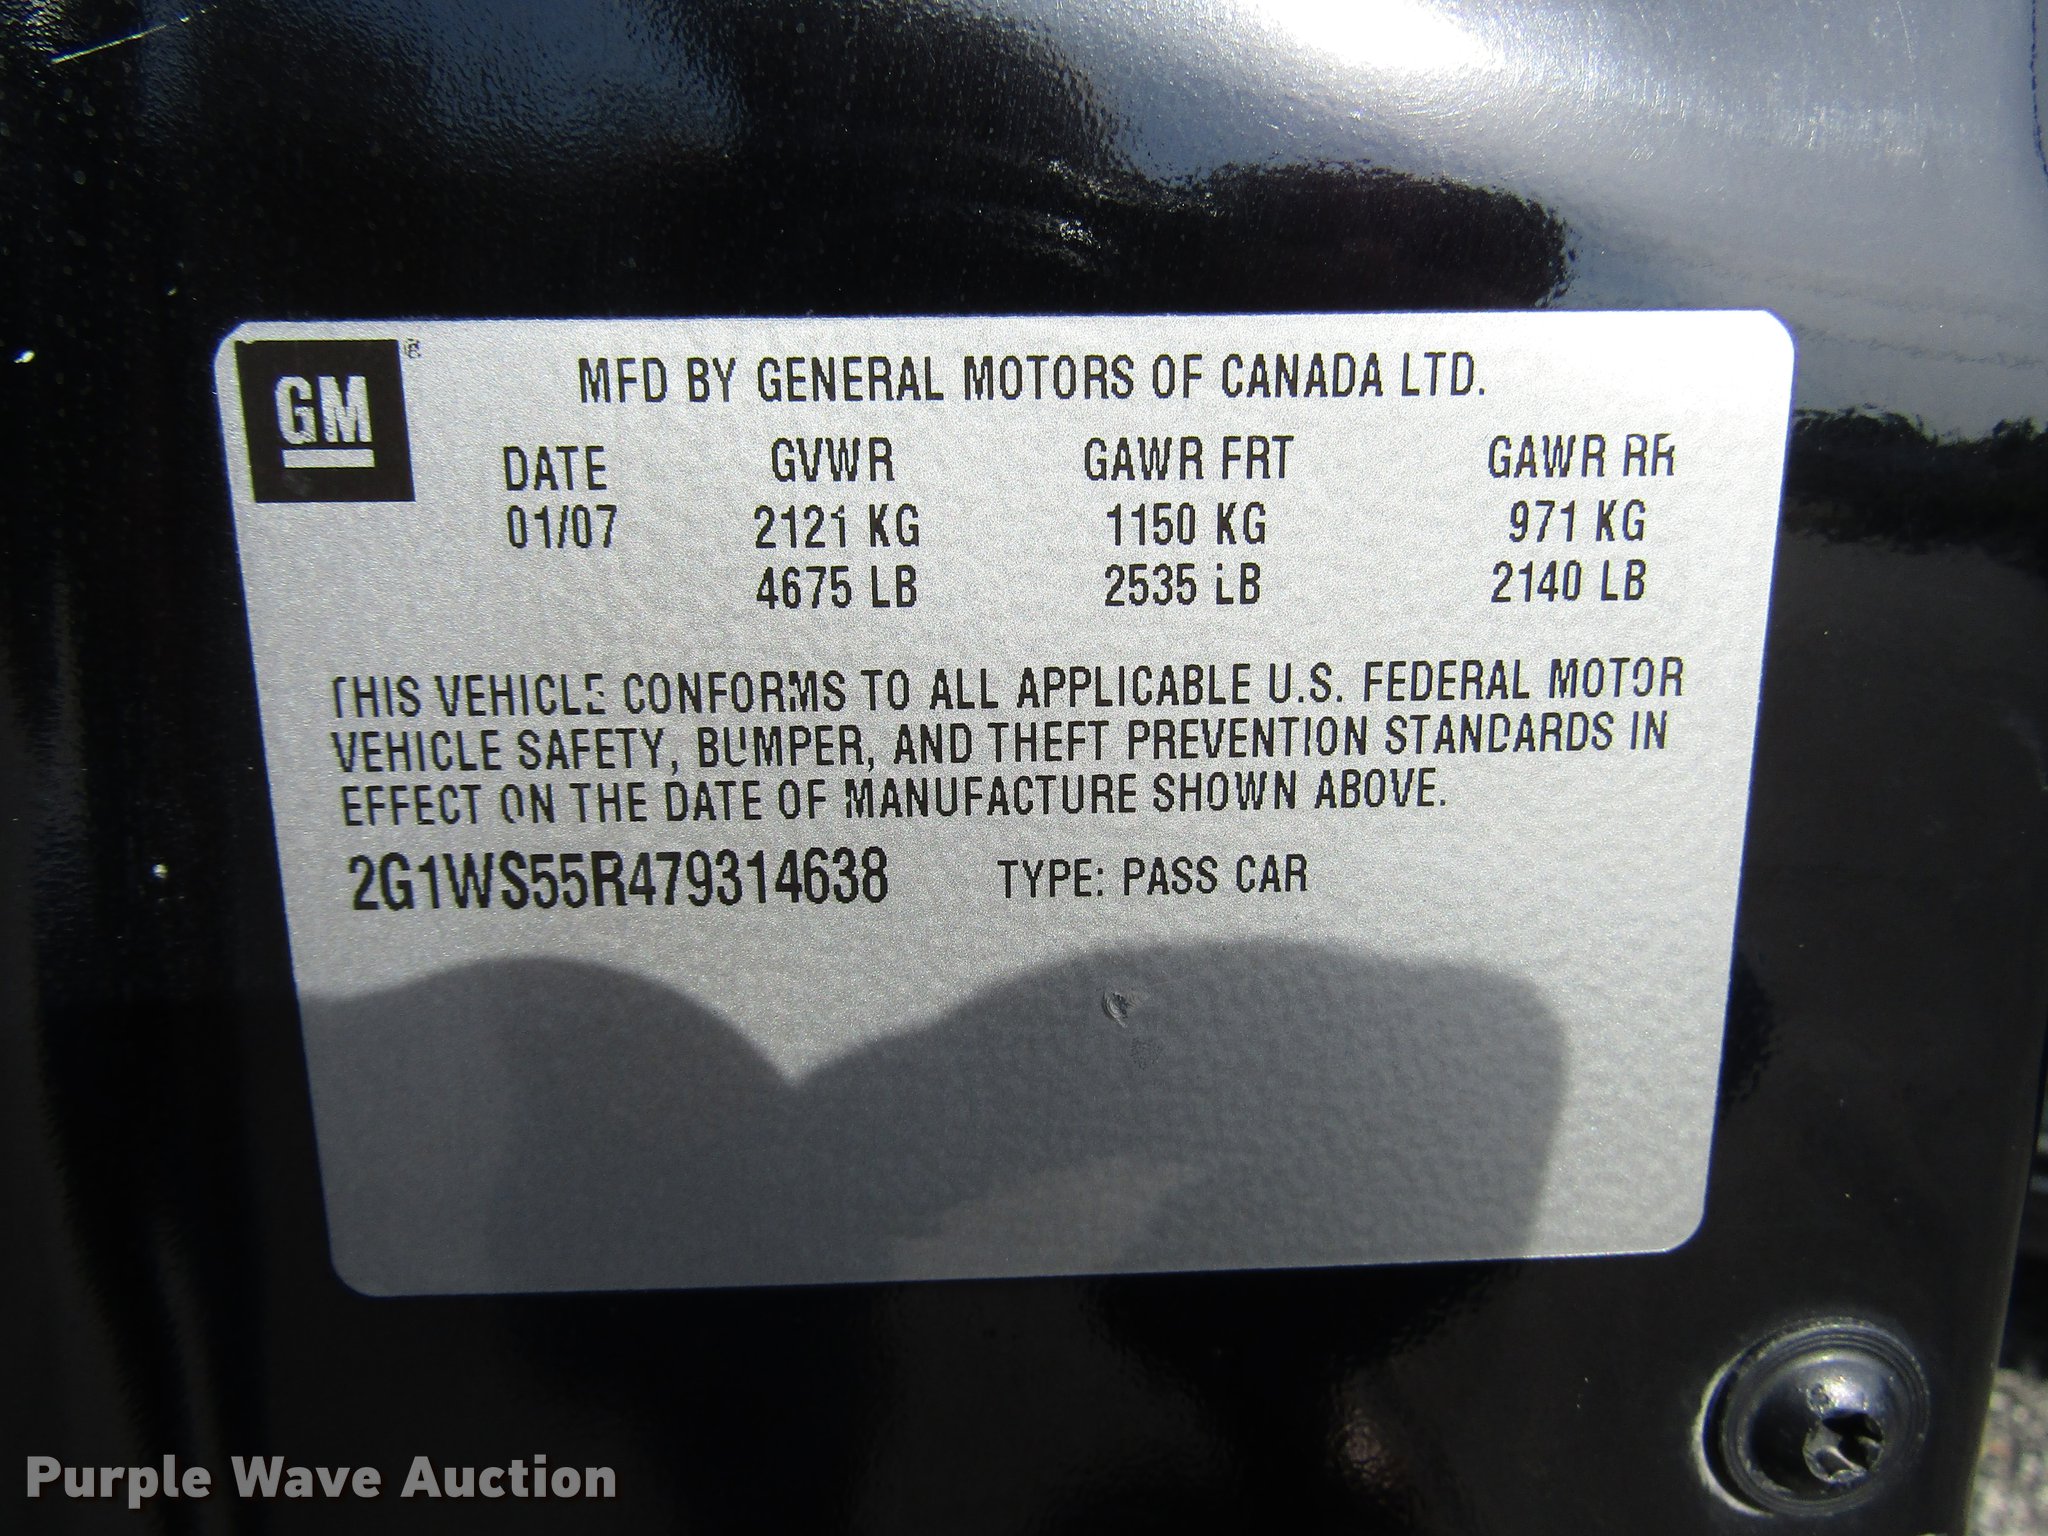 GM ®
MFD BY GENERAL MOTORS OF CANADA LTD.
DATE GVWR GAWR FRT GAWR RR
01/07 2121 KG 1150 KG 971 KG
4675 LB 2535 LB 2140 LB
THIS VEHICLE CONFORMS TO ALL APPLICABLE U.S. FEDERAL MOTOR
VEHICLE SAFETY, BUMPER, AND THEFT PREVENTION STANDARDS IN
EFFECT ON THE DATE OF MANUFACTURE SHOWN ABOVE.
2G1WS55R479314638 TYPE: PASS CAR
Purple Wave Auction